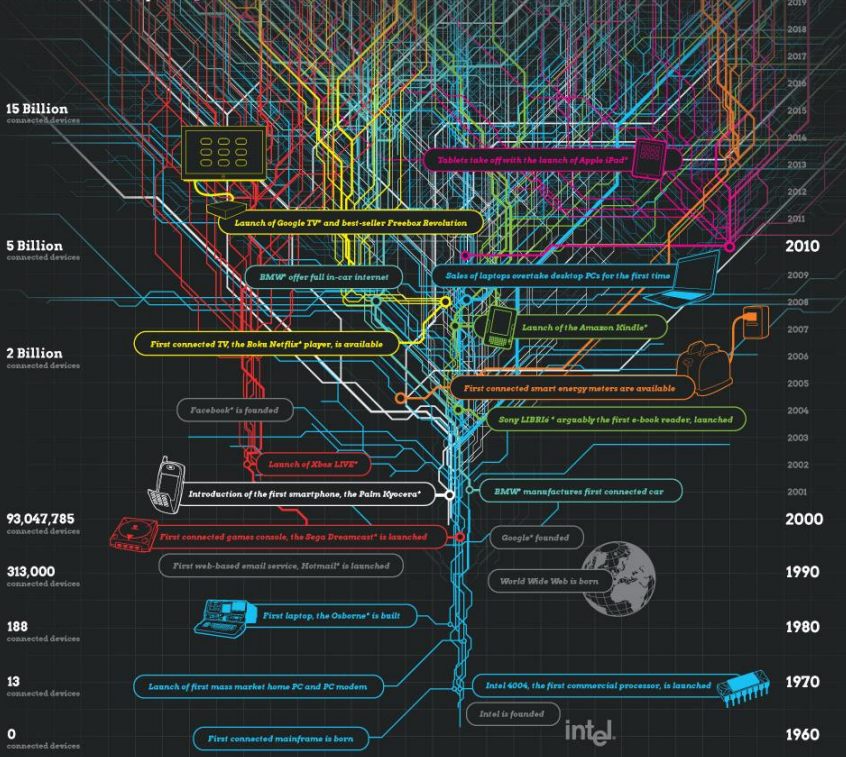 2019
2018
2017
2016
15 Billion
connected devices
2015
2014
Tablets take off with the launch of Apple iPad*
2013
2012
Launch of Google TV* and best-seller Freebox Revolution
2011
5 Billion
connected devices
2010
BMW* offer full in-car internet
Sales of laptops overtake desktop PCs for the first time
2009
2008
Launch of the Amazon Kindle*
2007
First connected TV, the Roku Netflix* player, is available
2 Billion
connected devices
2006
First connected smart energy meters are available
2005
Facebook* is founded
2004
Sony LIBRIé * arguably the first e-book reader, launched
2003
Launch of Xbox LIVE*
2002
Introduction of the first smartphone, the Palm Kyocera*
BMW* manufactures first connected car
2001
93,047,785
connected devices
2000
First connected games console, the Sega Dreamcast* is launched
Google* founded
First web-based email service, Hotmail* is launched
313,000
connected devices
World Wide Web is born
1990
First laptop, the Osborne* is built
188
connected devices
1980
13
connected devices
Launch of first mass market home PC and PC modem
Intel 4004, the first commercial processor, is launched
1970
Intel is founded
0
connected devices
First connected mainframe is born
intel
1960